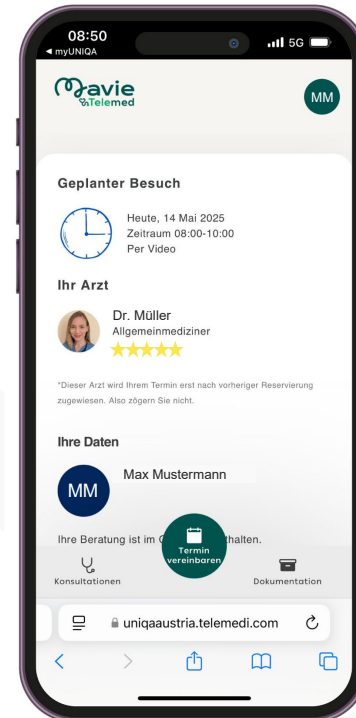 08:50
5G
◀ myUNIQA
Mavie
Telemed
MM
Geplanter Besuch
Heute, 14 Mai 2025
Zeitraum 08:00-10:00
Per Video
Ihr Arzt
Dr. Müller
Allgemeinmediziner
*Dieser Arzt wird Ihrem Termin erst nach vorheriger Reservierung
zugewiesen. Also zögern Sie nicht.
Ihre Daten
MM
Max Mustermann
Ihre Beratung ist im thalten.
Termin
vereinbaren
Konsultationen
Dokumentation
uniqaaustria.telemedi.com